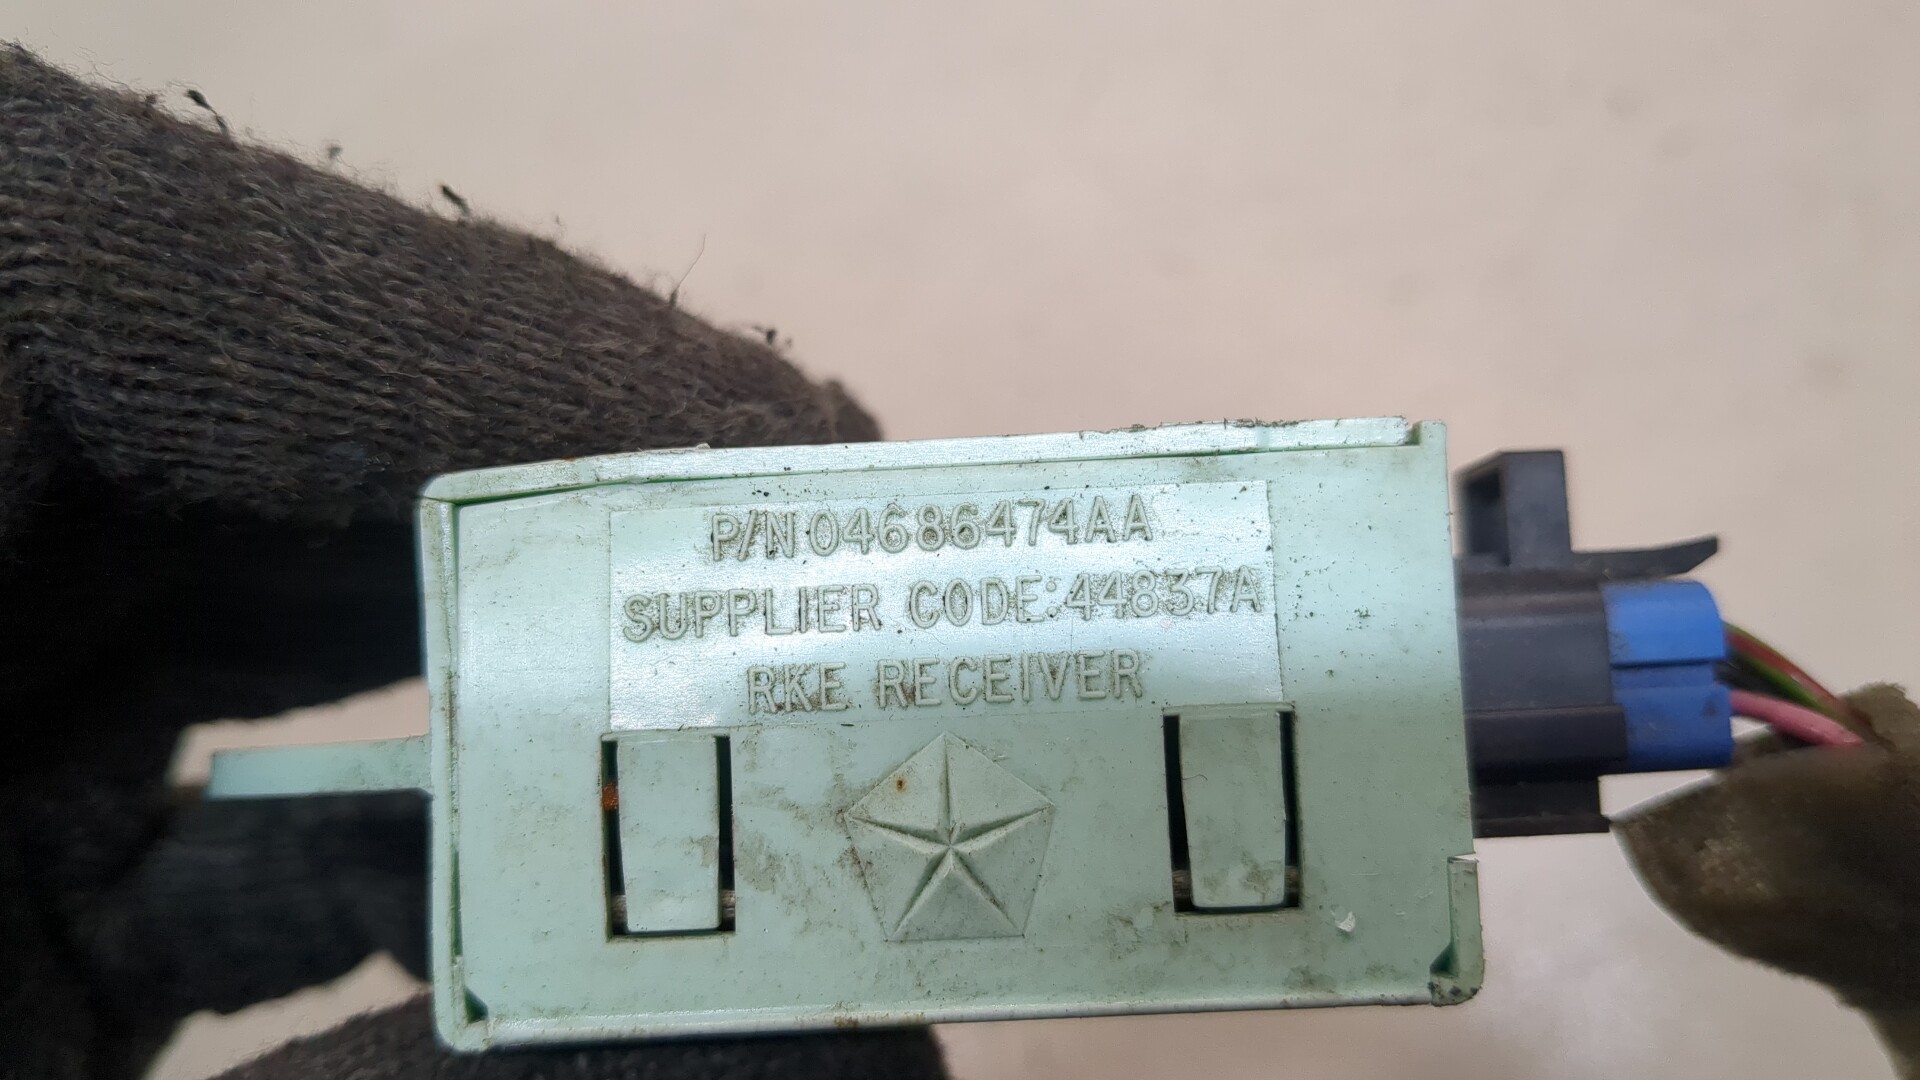 P/N 04686474AA
SUPPLIER CODE:44837A
RKE RECEIVER